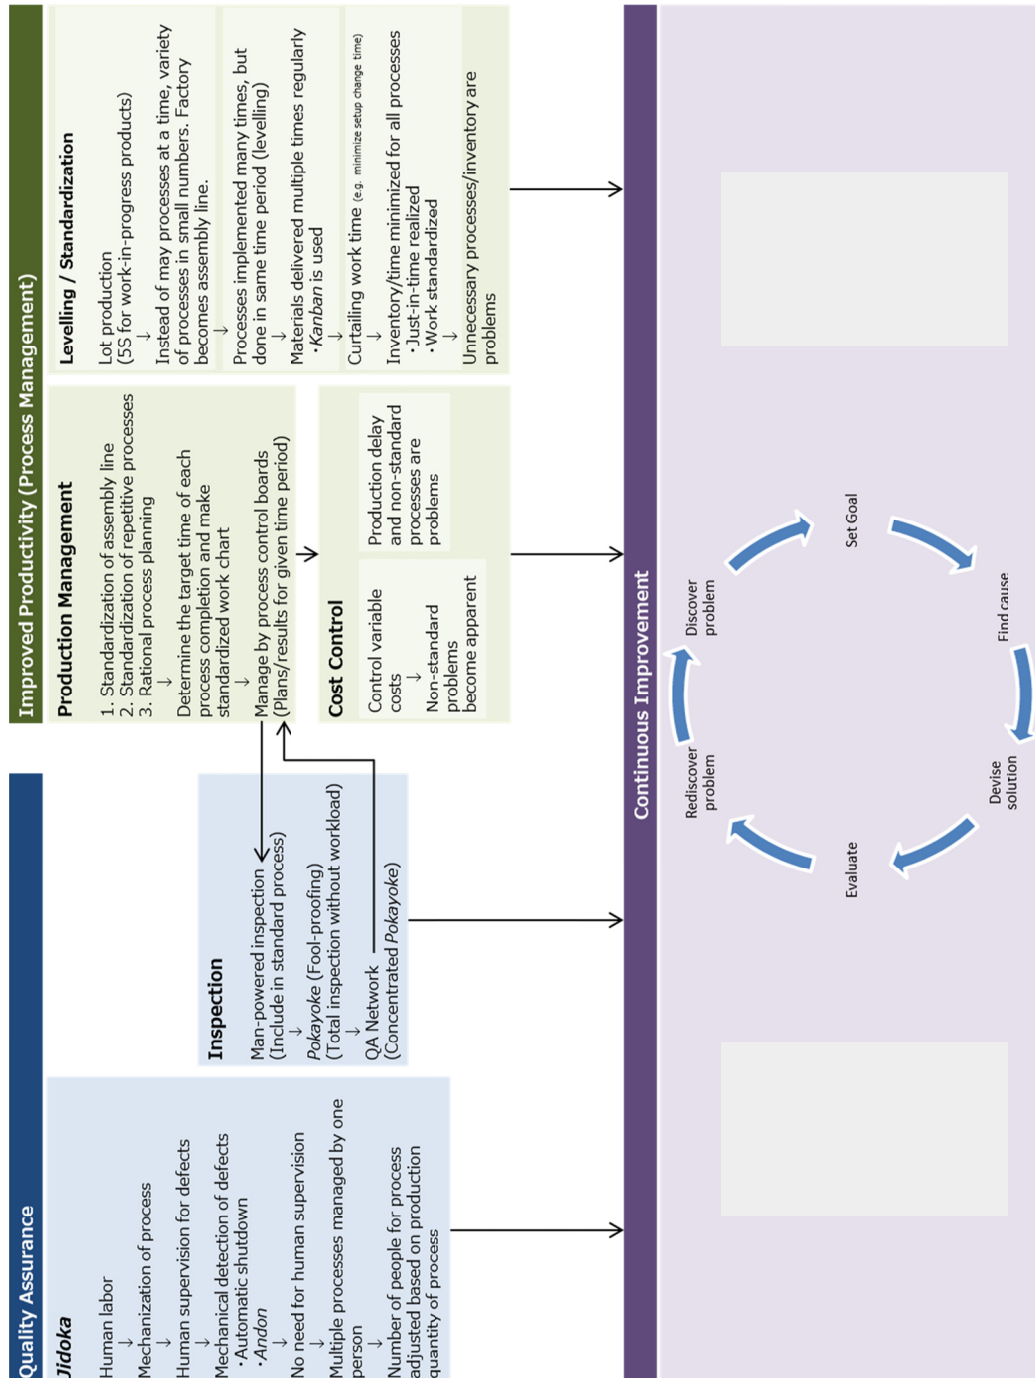 Quality Assurance
Jidoka
Human labor
↓
Mechanization of process
↓
Human supervision for defects
↓
Mechanical detection of defects
・Automatic shutdown
・Andon
↓
No need for human supervision
↓
Multiple processes managed by one
person
↓
Number of people for process
adjusted based on production
quantity of process
Inspection
Man-powered inspection
(Include in standard process)
↓
Pokayoke (Fool-proofing)
(Total inspection without workload)
↓
QA Network
(Concentrated Pokayoke)
Improved Productivity (Process Management)
Production Management
1. Standardization of assembly line
2. Standardization of repetitive processes
3. Rational process planning
↓
Determine the target time of each
process completion and make
standardized work chart
↓
Manage by process control boards
(Plans/results for given time period)
Cost Control
Control variable
costs
↓
Non-standard
problems
become apparent
Production delay
and non-standard
processes are
problems
Levelling / Standardization
Lot production
(5S for work-in-progress products)
↓
Instead of may processes at a time, variety
of processes in small numbers. Factory
becomes assembly line.
↓
Processes implemented many times, but
done in same time period (levelling)
↓
Materials delivered multiple times regularly
・Kanban is used
↓
Curtailing work time (e.g. minimize setup change time)
↓
Inventory/time minimized for all processes
・Just-in-time realized
・Work standardized
↓
Unnecessary processes/inventory are
problems
Continuous Improvement
Rediscover
problem
Discover
problem
Set Goal
Find cause
Devise
solution
Evaluate